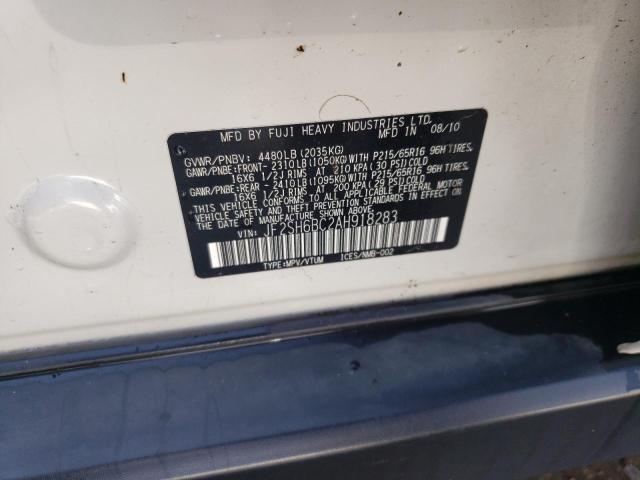 MFD BY FUJI HEAVY INDUSTRIES LTD.
MFD IN 08/10
GVWR/PNBV: 4480LB(2035KG)
GAWR/PNBE:FRONT- 2310LB(1050KG)WITH P215/65R16 96H TIRES
16X6 1/2J RIMS AT 210 KPA(30 PSI)COLD
GAWR/PNBE:REAR - 2410LB(1095KG)WITH P215/65R16 96H TIRES
16X6 1/2J RIMS AT 200 KPA(29 PSI)COLD
THIS VEHICLE CONFORMS TO ALL APPLICABLE FEDERAL MOTOR
VEHICLE SAFETY STANDARDS IN EFFECT ON THE DATE OF
MANUFACTURE SHOWN ABOVE.
VIN: JF2SH6BC2AH918283
TYPE:MPV/VTUM ICES/NMB-002